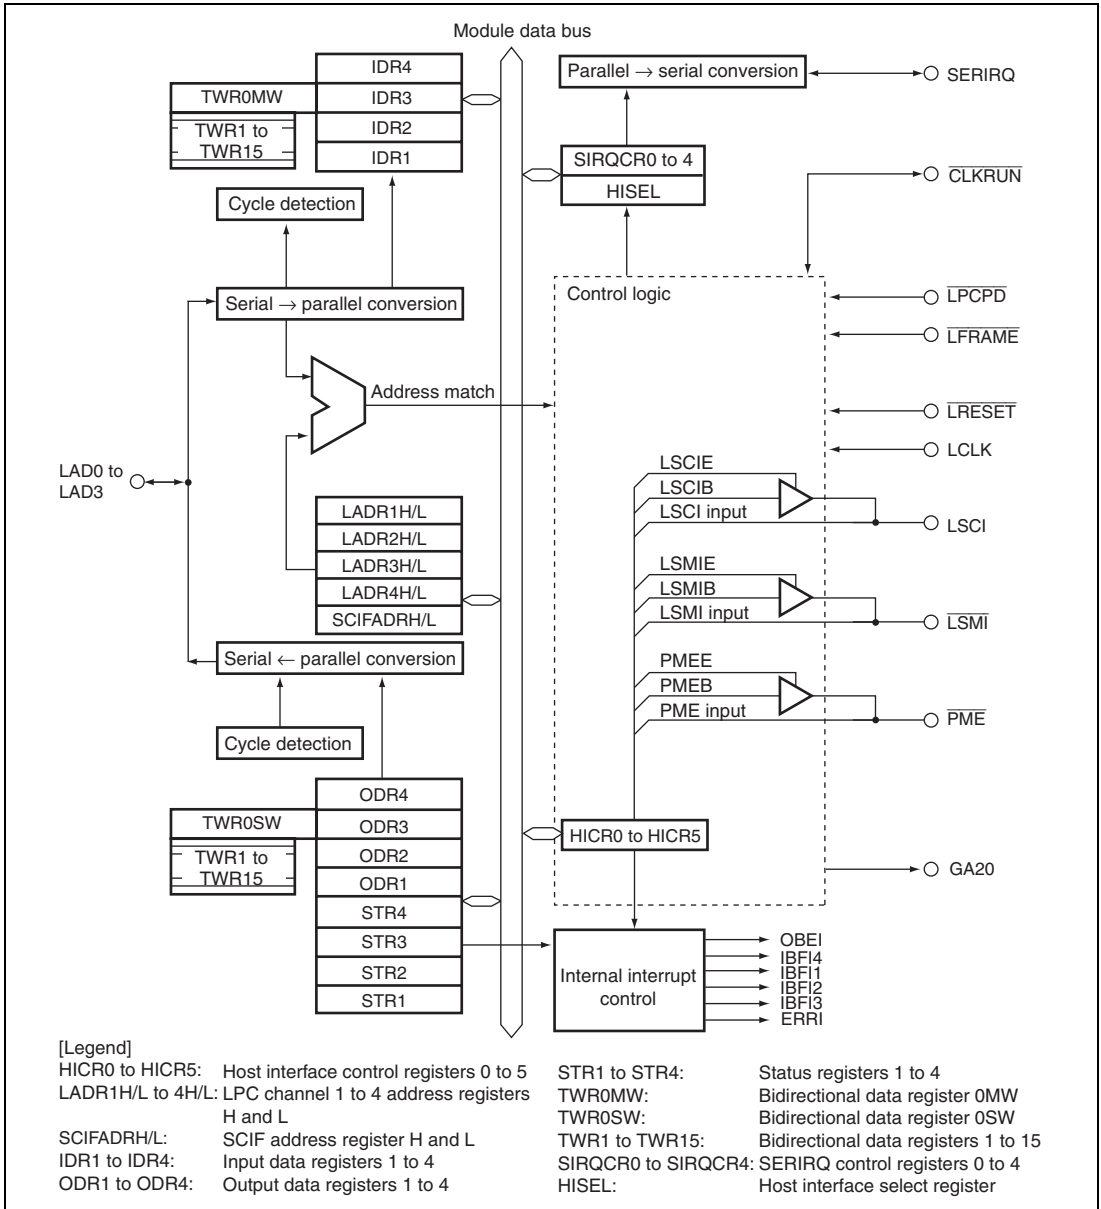 Module data bus
IDR4
TWR0MW
IDR3
IDR2
TWR1 to
TWR15
IDR1
Cycle detection
Serial → parallel conversion
Address match
LAD0 to
LAD3
LADR1H/L
LADR2H/L
LADR3H/L
LADR4H/L
SCIFADRH/L
Serial ← parallel conversion
Cycle detection
ODR4
TWR0SW
ODR3
ODR2
TWR1 to
TWR15
ODR1
STR4
STR3
STR2
STR1
Parallel → serial conversion
SERIRQ
SIRQCR0 to 4
HISEL
CLKRUN
Control logic
LPCPD
LFRAME
LRESET
LCLK
LSCIE
LSCIB
LSCI input
LSCI
LSMIE
LSMIB
LSMI input
LSMI
PMEE
PMEB
PME input
PME
HICR0 to HICR5
GA20
Internal interrupt
control
OBEI
IBFI4
IBFI1
IBFI2
IBFI3
ERRI
[Legend]
HICR0 to HICR5: Host interface control registers 0 to 5
LADR1H/L to 4H/L: LPC channel 1 to 4 address registers
H and L
SCIFADRH/L: SCIF address register H and L
IDR1 to IDR4: Input data registers 1 to 4
ODR1 to ODR4: Output data registers 1 to 4
STR1 to STR4: Status registers 1 to 4
TWR0MW: Bidirectional data register 0MW
TWR0SW: Bidirectional data register 0SW
TWR1 to TWR15: Bidirectional data registers 1 to 15
SIRQCR0 to SIRQCR4: SERIRQ control registers 0 to 4
HISEL: Host interface select register